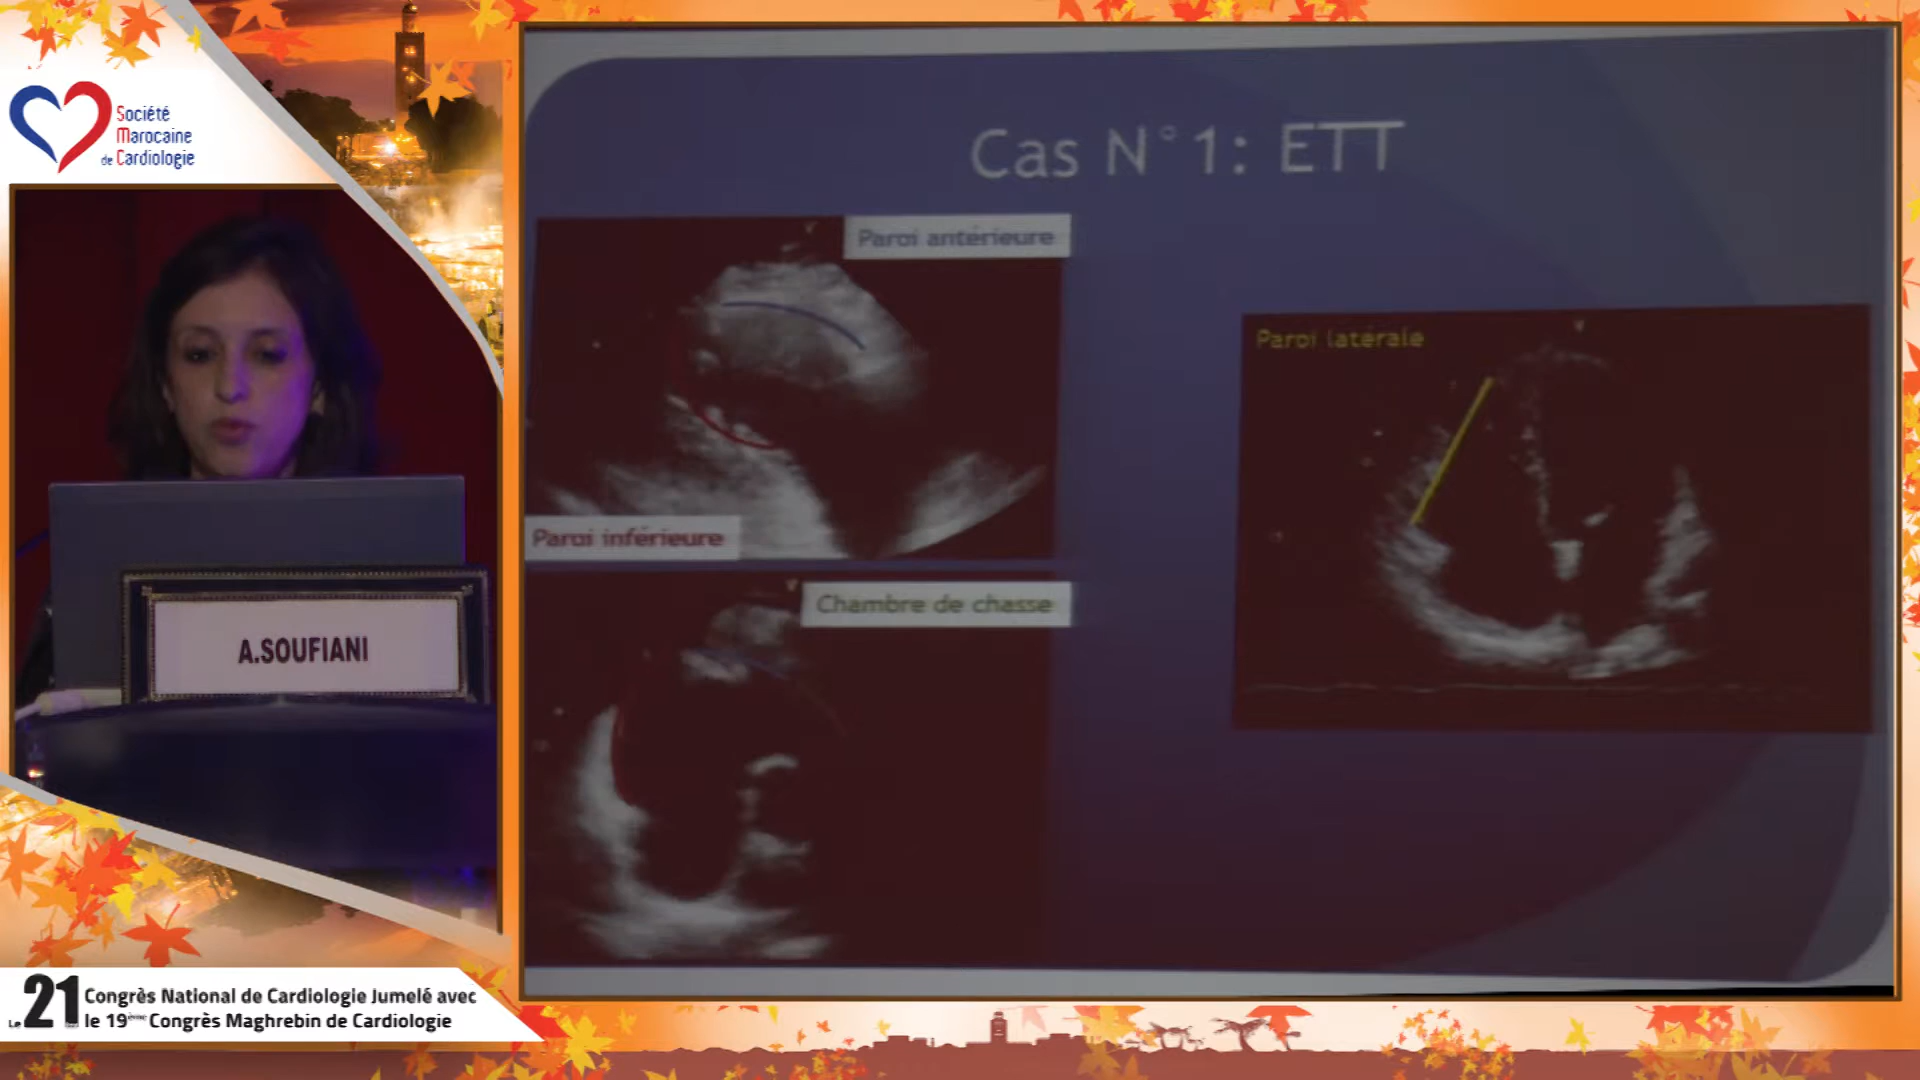 Société
Marocaine
de Cardiologie
A.SOUFIANI
Le 21 Congrès National de Cardiologie Jumelé avec
le 19ème Congrès Maghrebin de Cardiologie
Cas N°1: ETT
Paroi antérieure
Paroi inférieure
Chambre de chasse
Paroi latérale